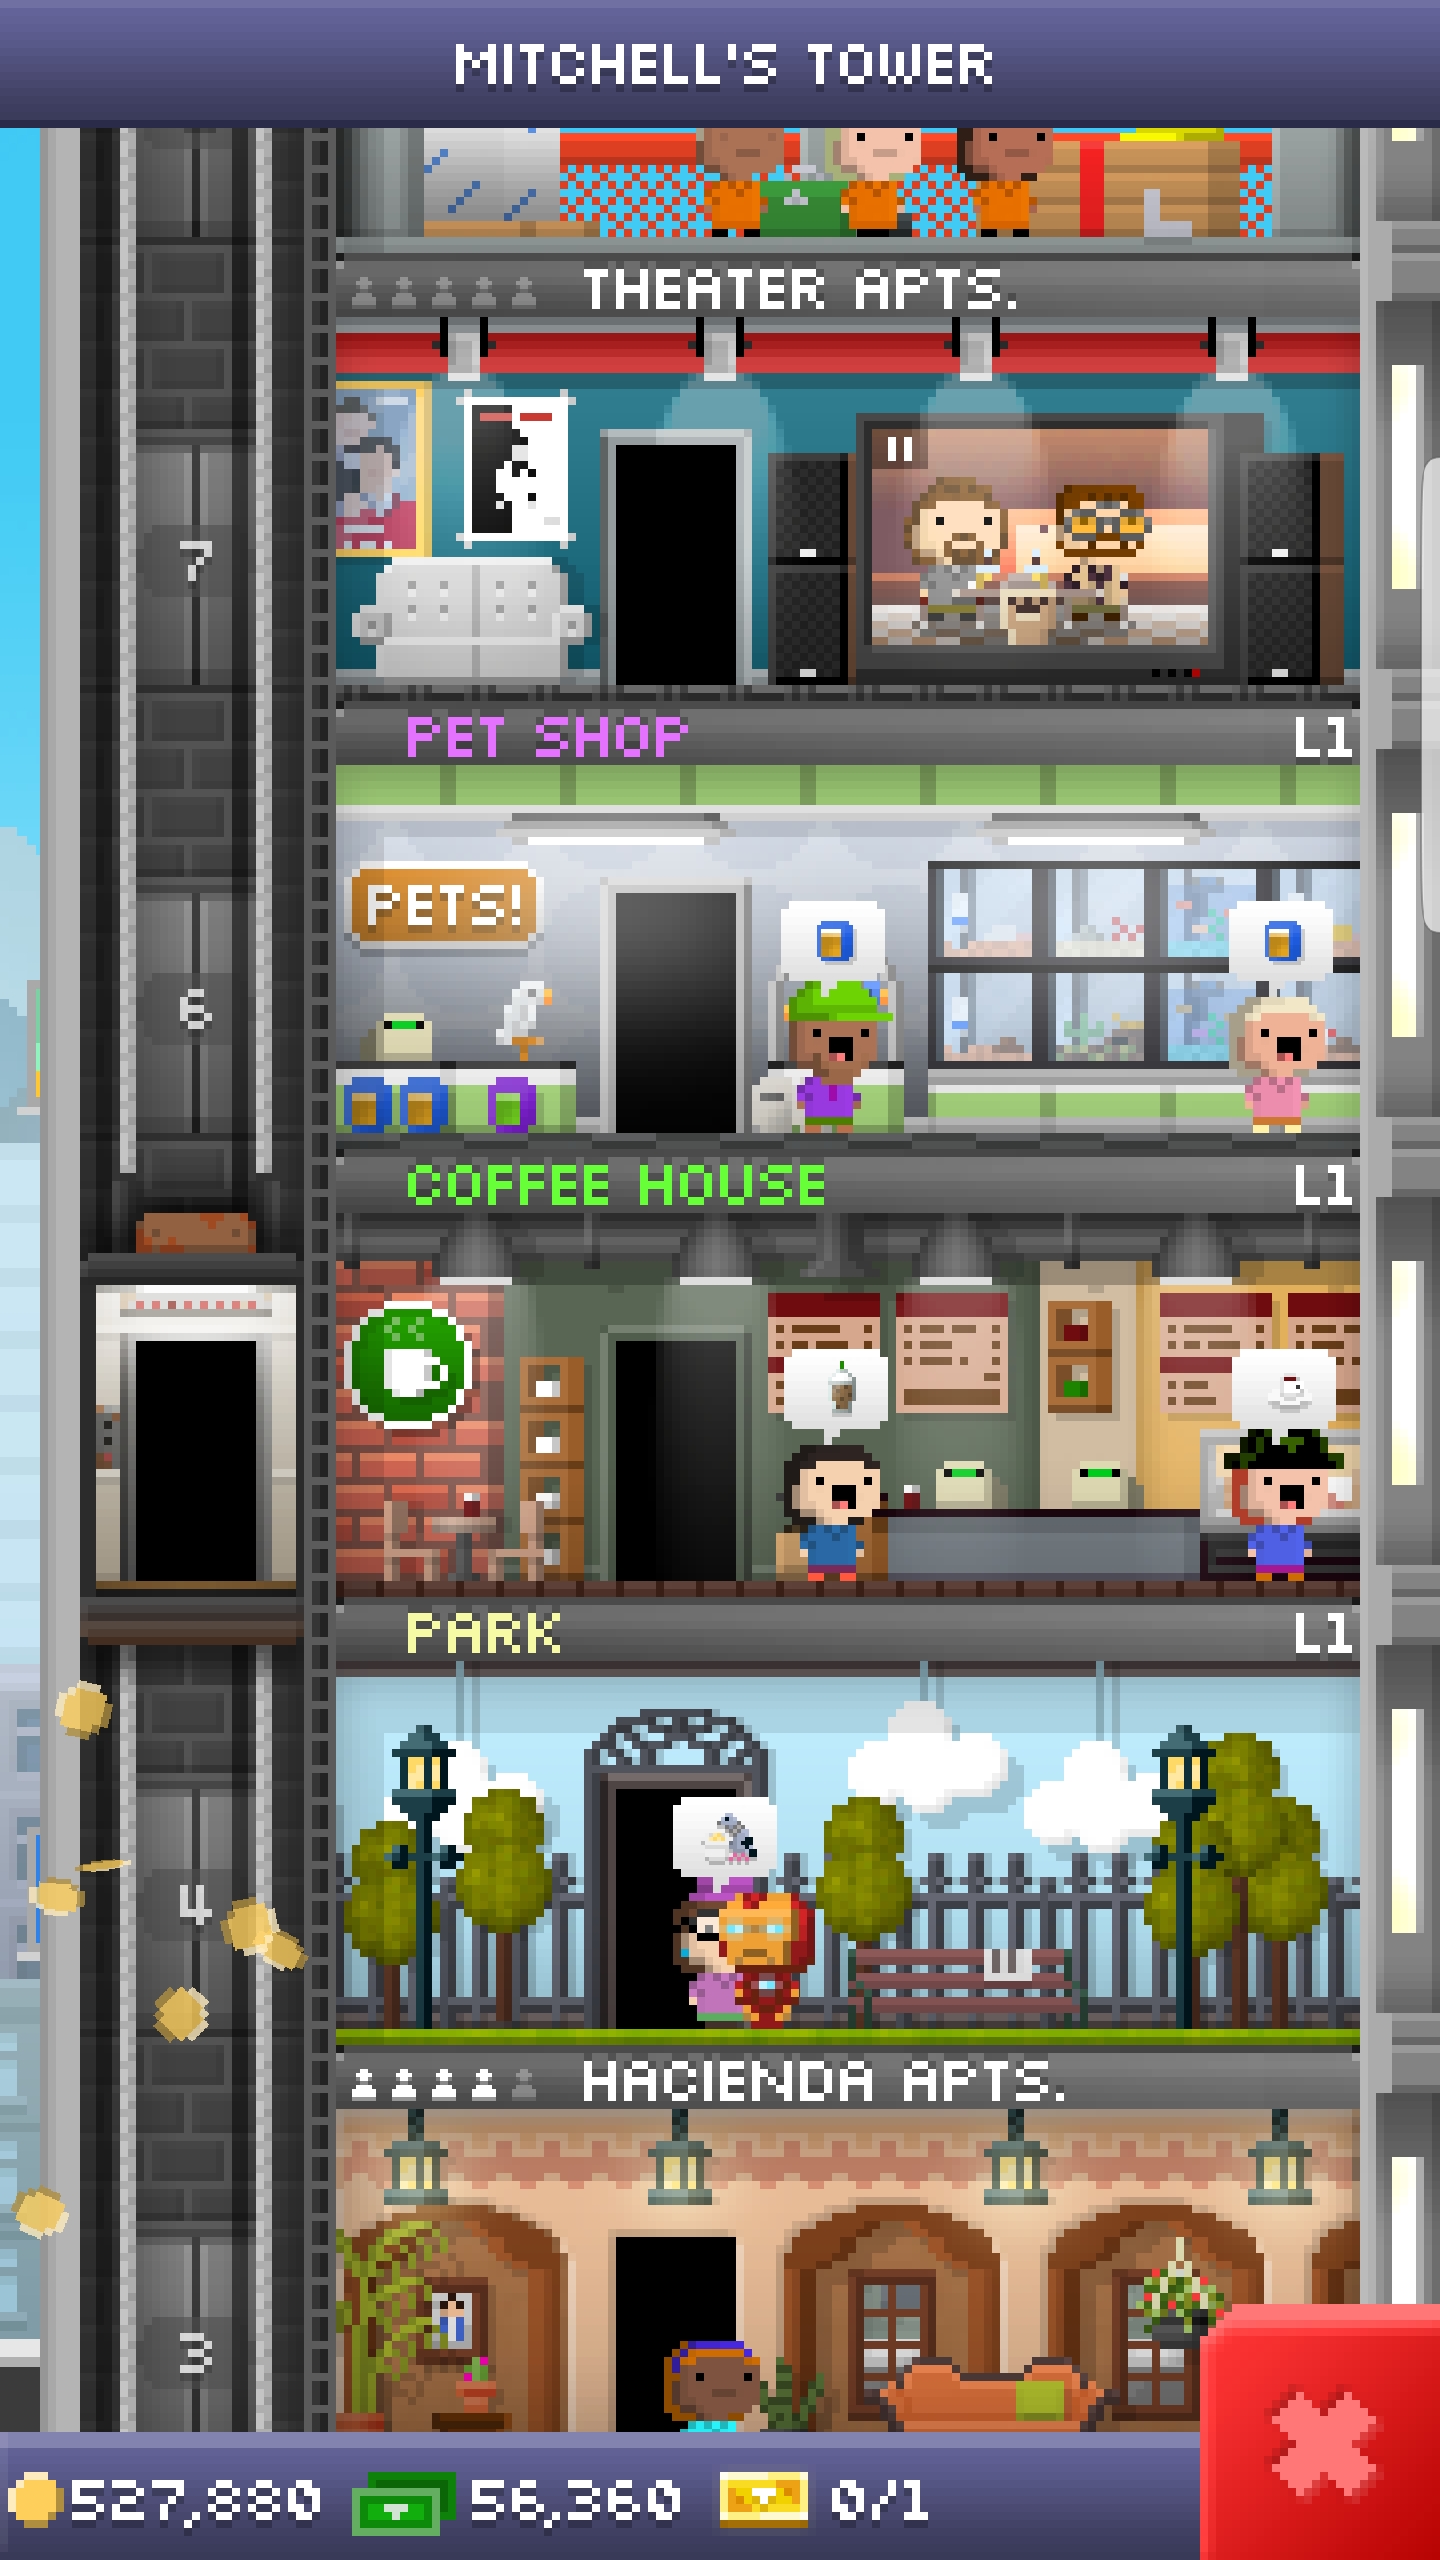 MITCHELL'S TOWER
THEATER APTS.
7
PET SHOP L1
PETS!
6
COFFEE HOUSE L1
PARK L1
4
HACIENDA APTS.
3
527,880 56,360 0/1